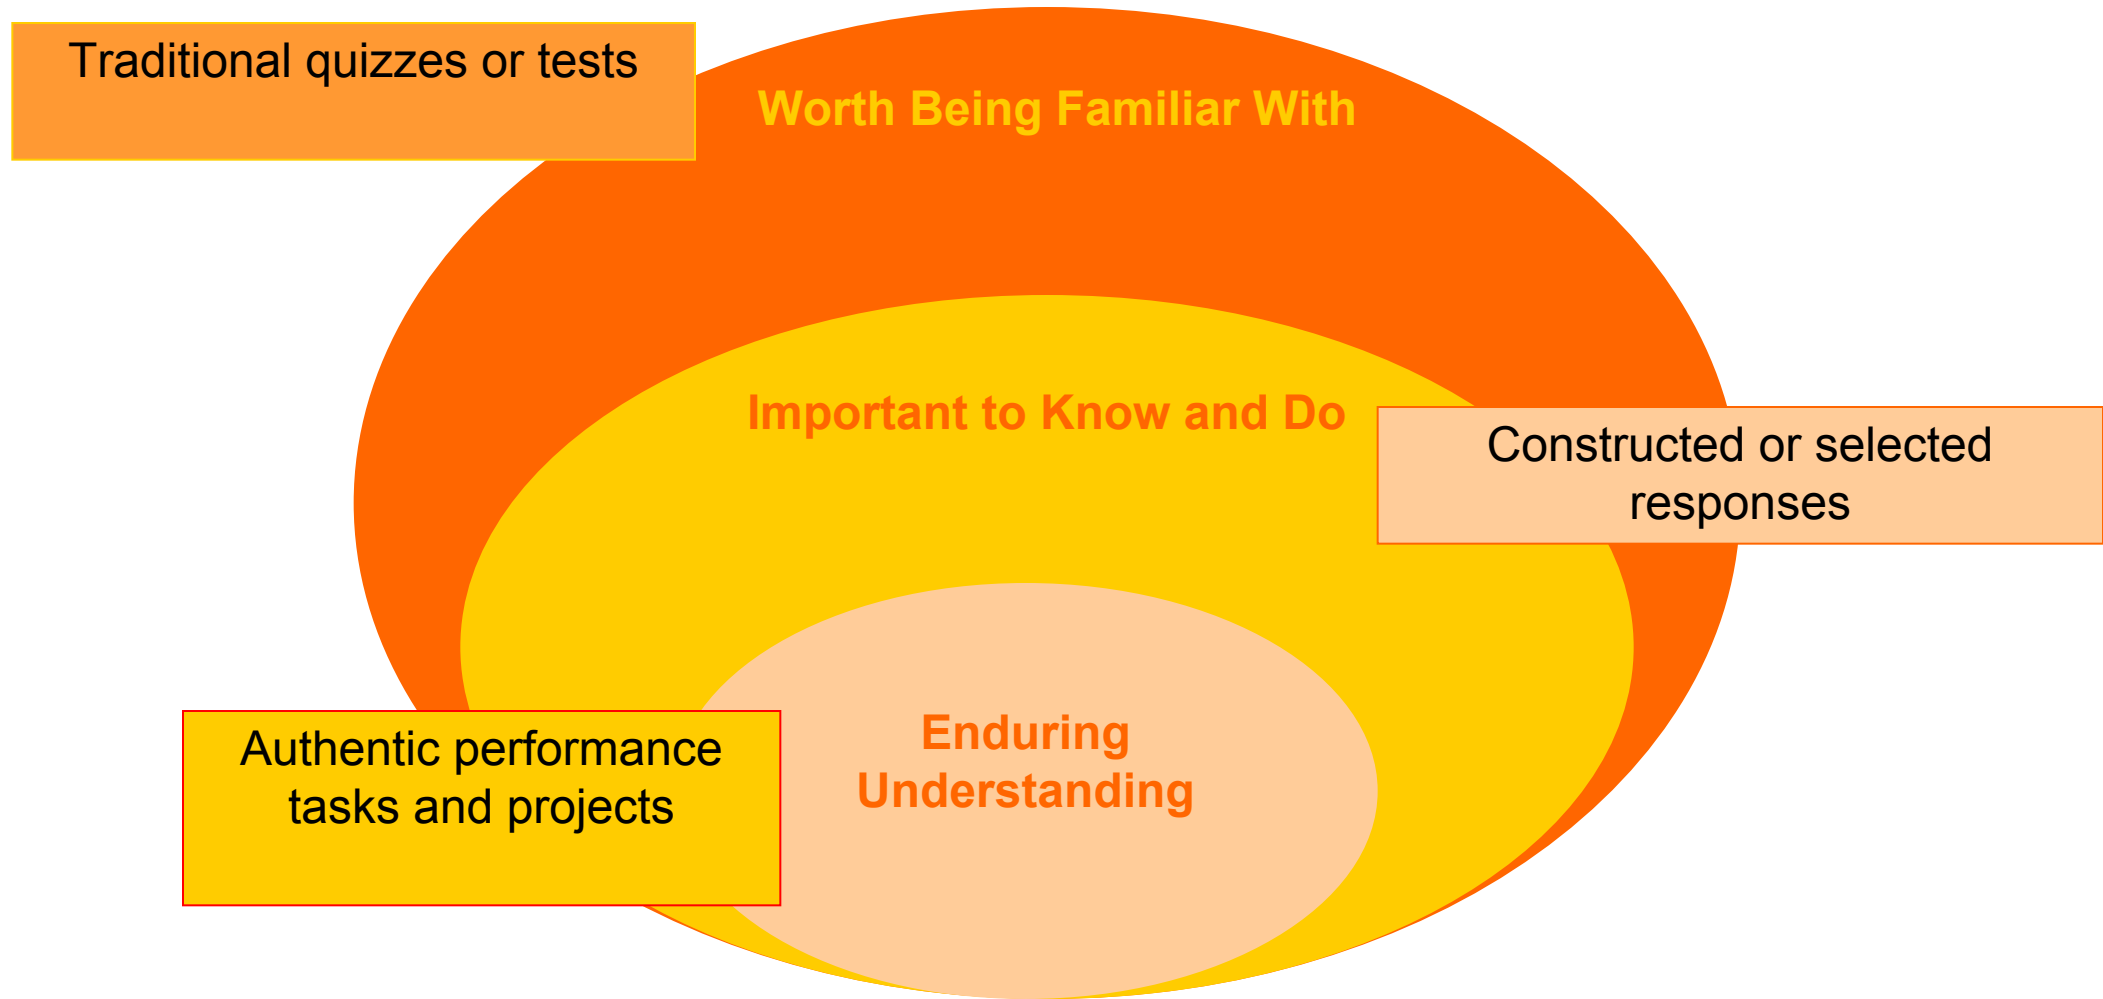 Traditional quizzes or tests
Worth Being Familiar With
Important to Know and Do
Constructed or selected
responses
Authentic performance
tasks and projects
Enduring
Understanding